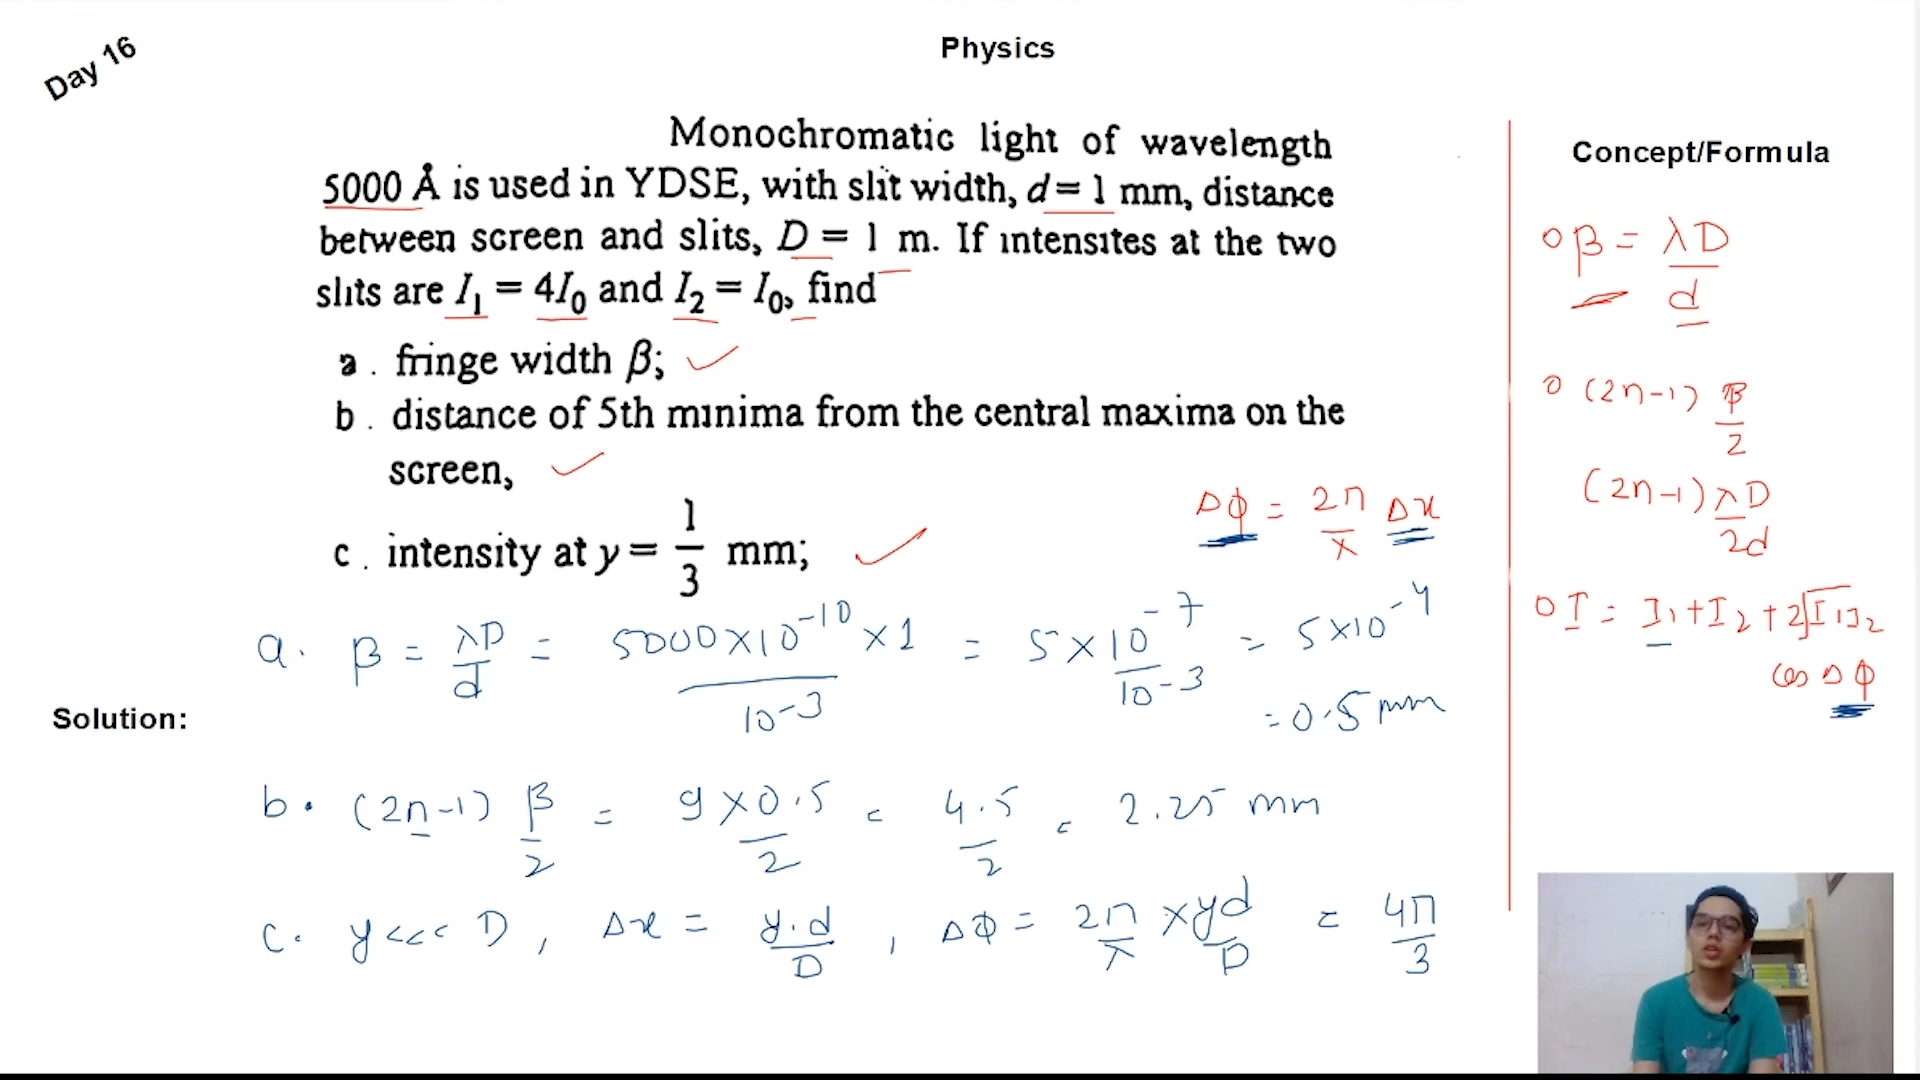 Day 16
Physics
Monochromatic light of wavelength
5000 Å is used in YDSE, with slit width, d = 1 mm, distance
between screen and slits, D = 1 m. If intensites at the two
slits are I₁ = 4I₀ and I₂ = I₀, find
a. fringe width β;
b. distance of 5th minima from the central maxima on the
screen,
c. intensity at y = 1/3 mm;
Δφ = 2π/λ Δx
a. β = λD/d = 5000×10⁻¹⁰ × 1 / 10⁻³ = 5×10⁻⁷/10⁻³ = 5×10⁻⁴
= 0.5 mm
Solution:
b. (2n-1) β/2 = 9×0.5/2 = 4.5/2 = 2.25 mm
c. y <<< D, Δx = y.d/D, Δφ = 2π/λ × yd/D = 4π/3
Concept/Formula
o β = λD/d
o (2n-1) β/2
(2n-1) λD/2d
o I = I₁ + I₂ + 2√I₁I₂
cos Δφ